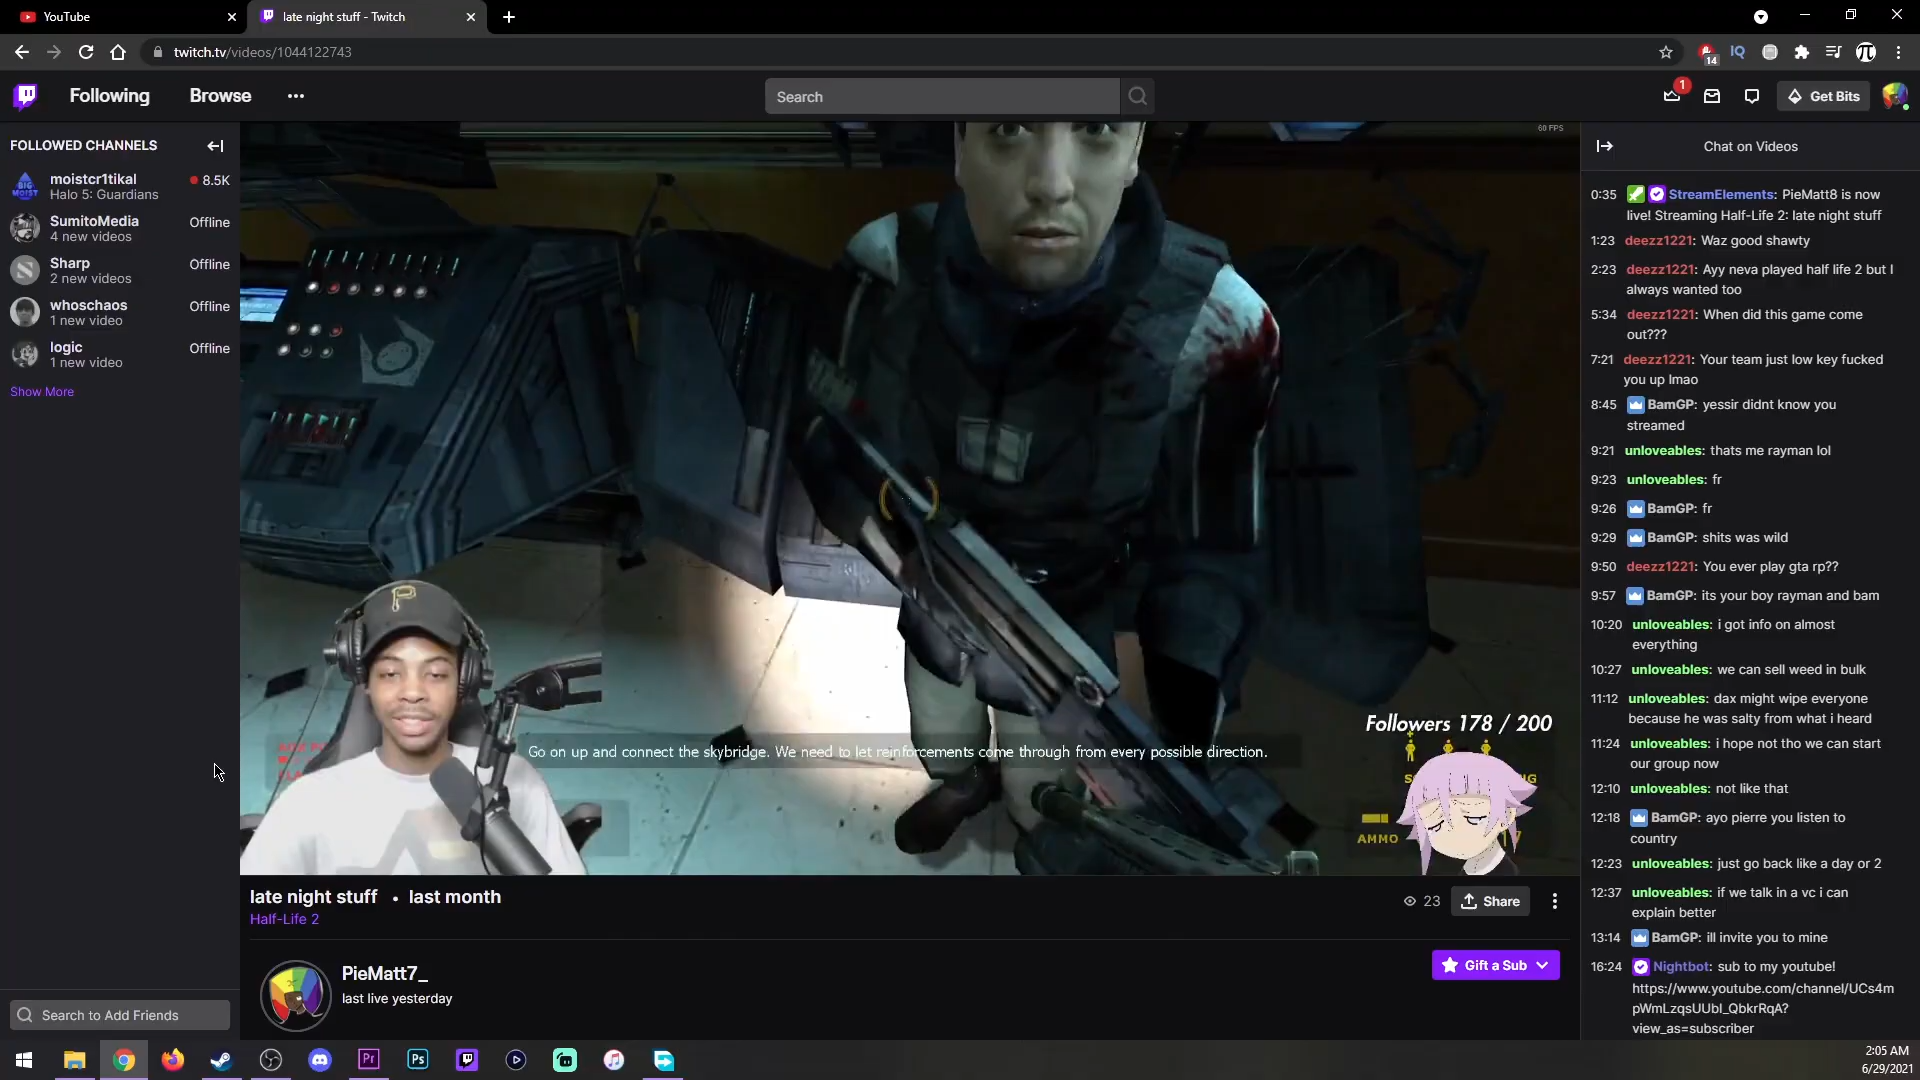 YouTube
late night stuff - Twitch
twitch.tv/videos/1044122743
14
IQ
Following
Browse
Search
1
Get Bits
FOLLOWED CHANNELS
moistcr1tikal
8.5K
Halo 5: Guardians
SumitoMedia
Offline
4 new videos
Sharp
Offline
2 new videos
whoschaos
Offline
1 new video
logic
Offline
1 new video
Show More
Search to Add Friends
60 FPS
P
Go on up and connect the skybridge. We need to let reinforcements come through from every possible direction.
Followers 178 / 200
AMMO
late night stuff • last month
Half-Life 2
23
Share
PieMatt7_
last live yesterday
Gift a Sub
Chat on Videos
0:35 StreamElements: PieMatt8 is now
live! Streaming Half-Life 2: late night stuff
1:23 deezz1221: Waz good shawty
2:23 deezz1221: Ayy neva played half life 2 but I
always wanted too
5:34 deezz1221: When did this game come
out???
7:21 deezz1221: Your team just low key fucked
you up lmao
8:45 BamGP: yessir didnt know you
streamed
9:21 unloveables: thats me rayman lol
9:23 unloveables: fr
9:26 BamGP: fr
9:29 BamGP: shits was wild
9:50 deezz1221: You ever play gta rp??
9:57 BamGP: its your boy rayman and bam
10:20 unloveables: i got info on almost
everything
10:27 unloveables: we can sell weed in bulk
11:12 unloveables: dax might wipe everyone
because he was salty from what i heard
11:24 unloveables: i hope not tho we can start
our group now
12:10 unloveables: not like that
12:18 BamGP: ayo pierre you listen to
country
12:23 unloveables: just go back like a day or 2
12:37 unloveables: if we talk in a vc i can
explain better
13:14 BamGP: ill invite you to mine
16:24 Nightbot: sub to my youtube!
https://www.youtube.com/channel/UCs4m
pWmLzqsUUbI_QbkrRqA?
view_as=subscriber
Pr
Ps
2:05 AM
6/29/2021